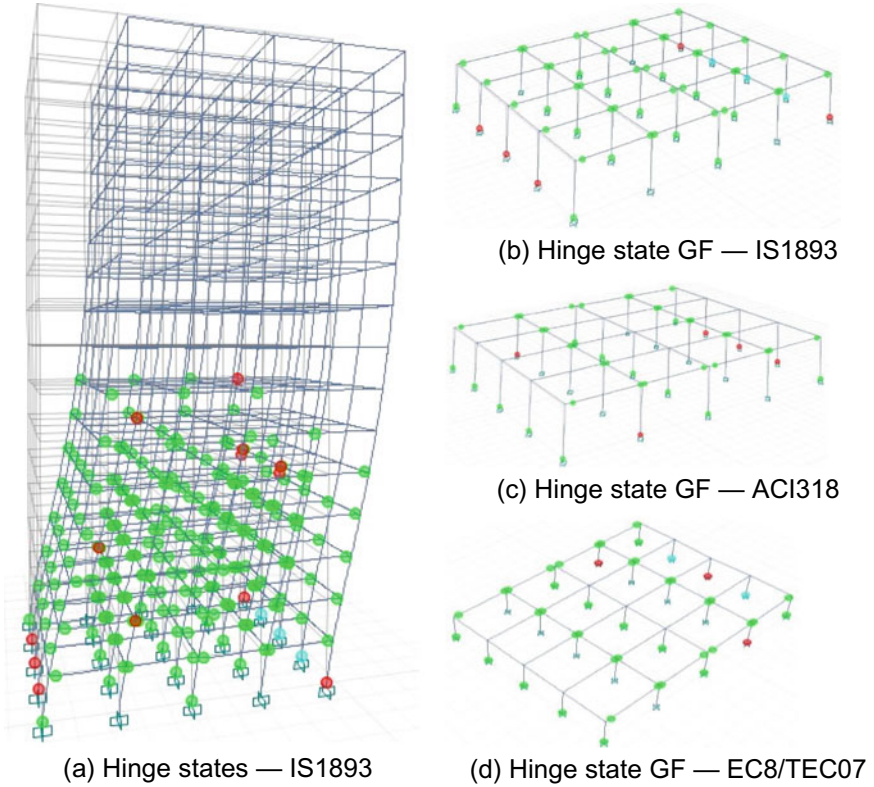 (a) Hinge states — IS1893
(b) Hinge state GF — IS1893
(c) Hinge state GF — ACI318
(d) Hinge state GF — EC8/TEC07